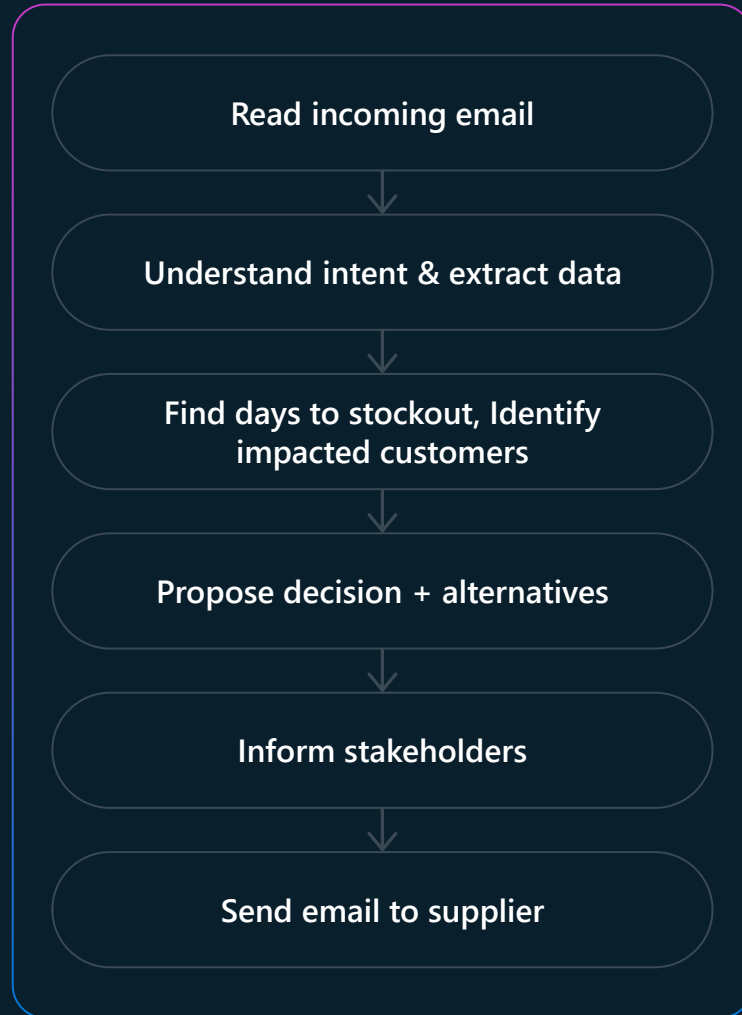 Read incoming email
Understand intent & extract data
Find days to stockout, Identify
impacted customers
Propose decision + alternatives
Inform stakeholders
Send email to supplier